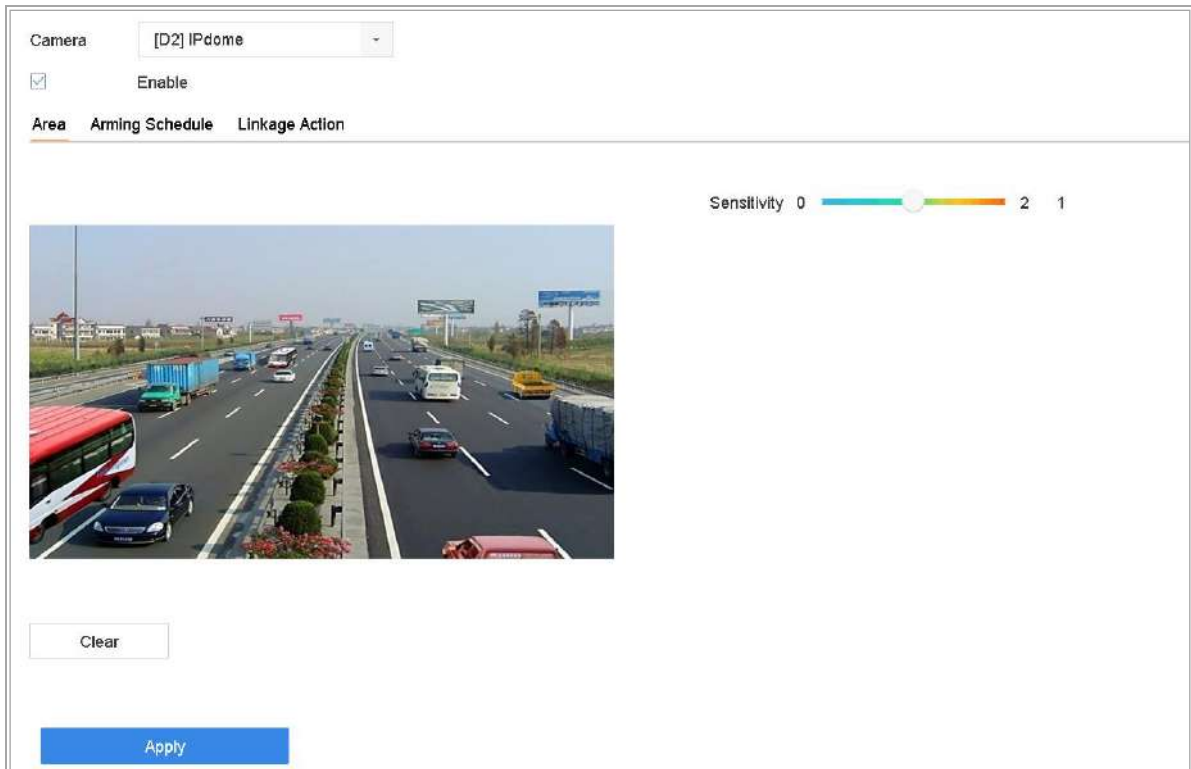 Camera [D2] IPdome
Enable
Area Arming Schedule Linkage Action
Sensitivity 0 2 1
Clear
Apply